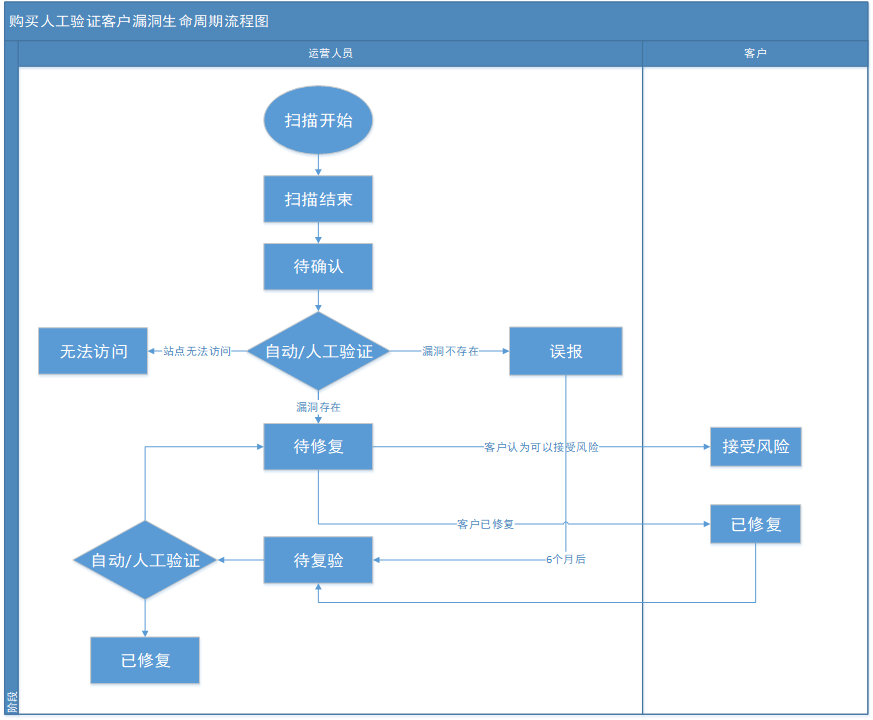 购买人工验证客户漏洞生命周期流程图
运营人员
客户
扫描开始
扫描结束
待确认
无法访问
站点无法访问
自动/人工验证
漏洞不存在
误报
漏洞存在
待修复
客户认为可以接受风险
接受风险
客户已修复
已修复
自动/人工验证
待复验
6个月后
已修复
阶段